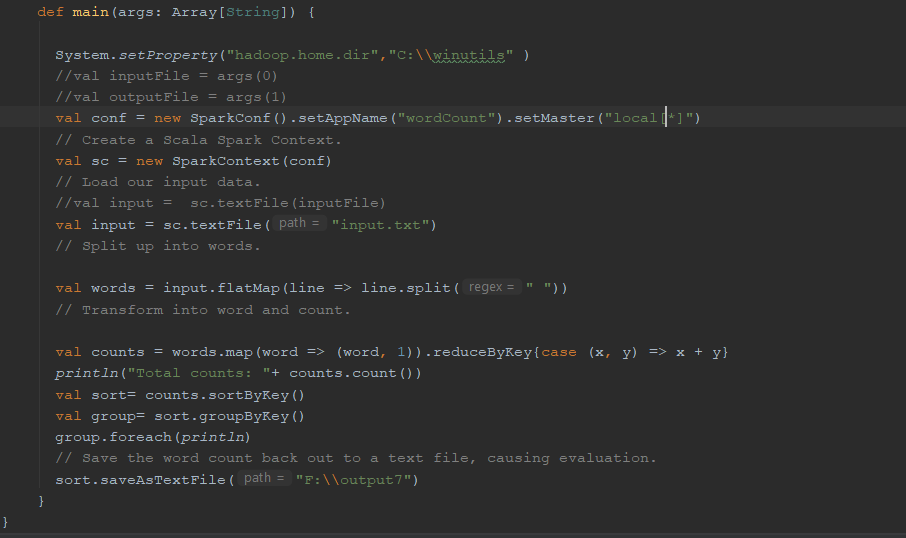 def main(args: Array[String]) {
System.setProperty("hadoop.home.dir","C:\\winutils" )
//val inputFile = args(0)
//val outputFile = args(1)
val conf = new SparkConf().setAppName("wordCount").setMaster("local[*]")
// Create a Scala Spark Context.
val sc = new SparkContext(conf)
// Load our input data.
//val input =  sc.textFile(inputFile)
val input = sc.textFile( path = "input.txt")
// Split up into words.
val words = input.flatMap(line => line.split( regex = " "))
// Transform into word and count.
val counts = words.map(word => (word, 1)).reduceByKey{case (x, y) => x + y}
println("Total counts: "+ counts.count())
val sort= counts.sortByKey()
val group= sort.groupByKey()
group.foreach(println)
// Save the word count back out to a text file, causing evaluation.
sort.saveAsTextFile( path = "F:\\output7")
}
}